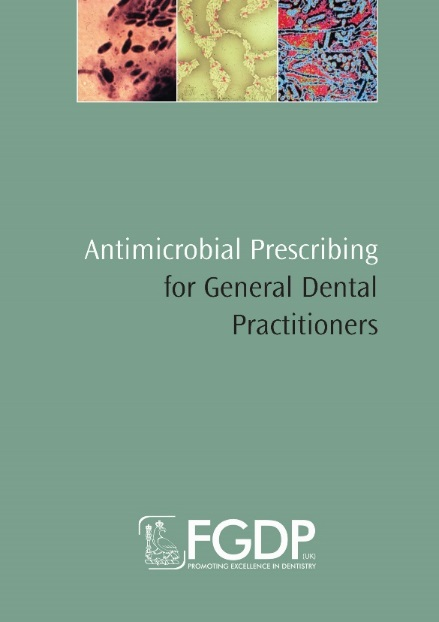 Antimicrobial Prescribing
for General Dental
Practitioners
FGDP (UK)
PROMOTING EXCELLENCE IN DENTISTRY